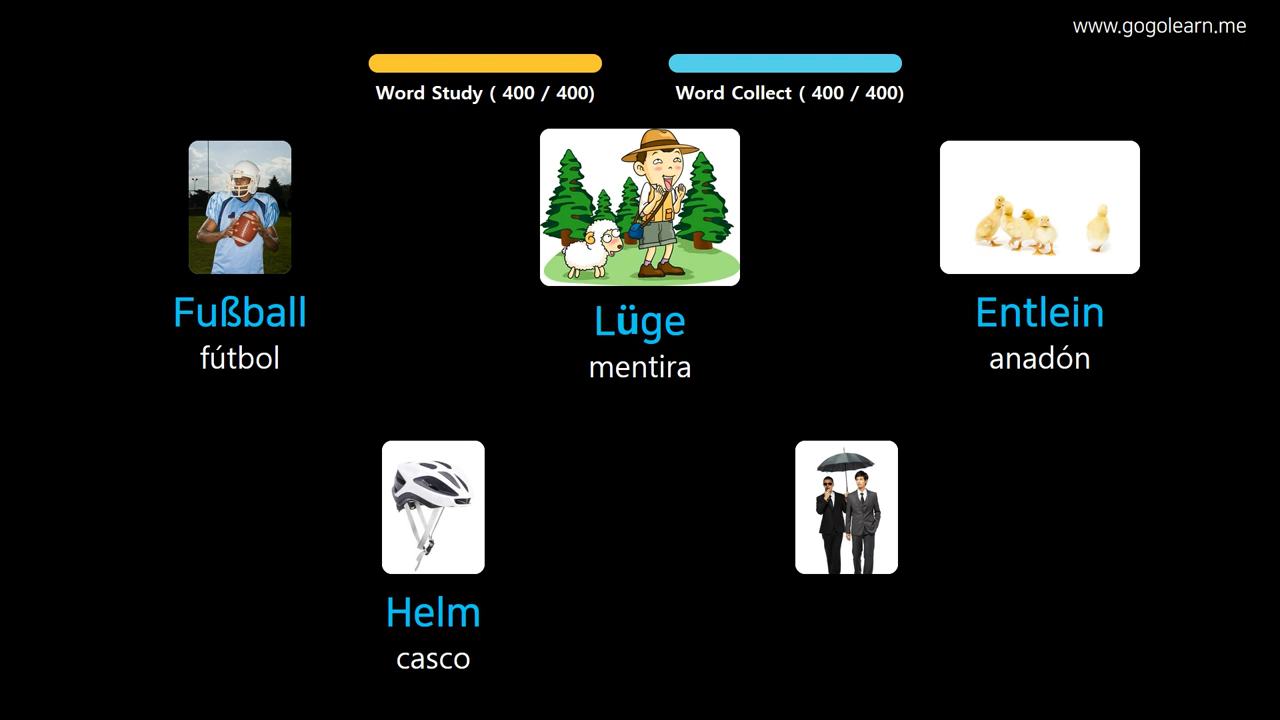 www.gogolearn.me
Word Study ( 400 / 400)
Word Collect ( 400 / 400)
Fußball
fútbol
Lüge
mentira
Entlein
anadón
Helm
casco